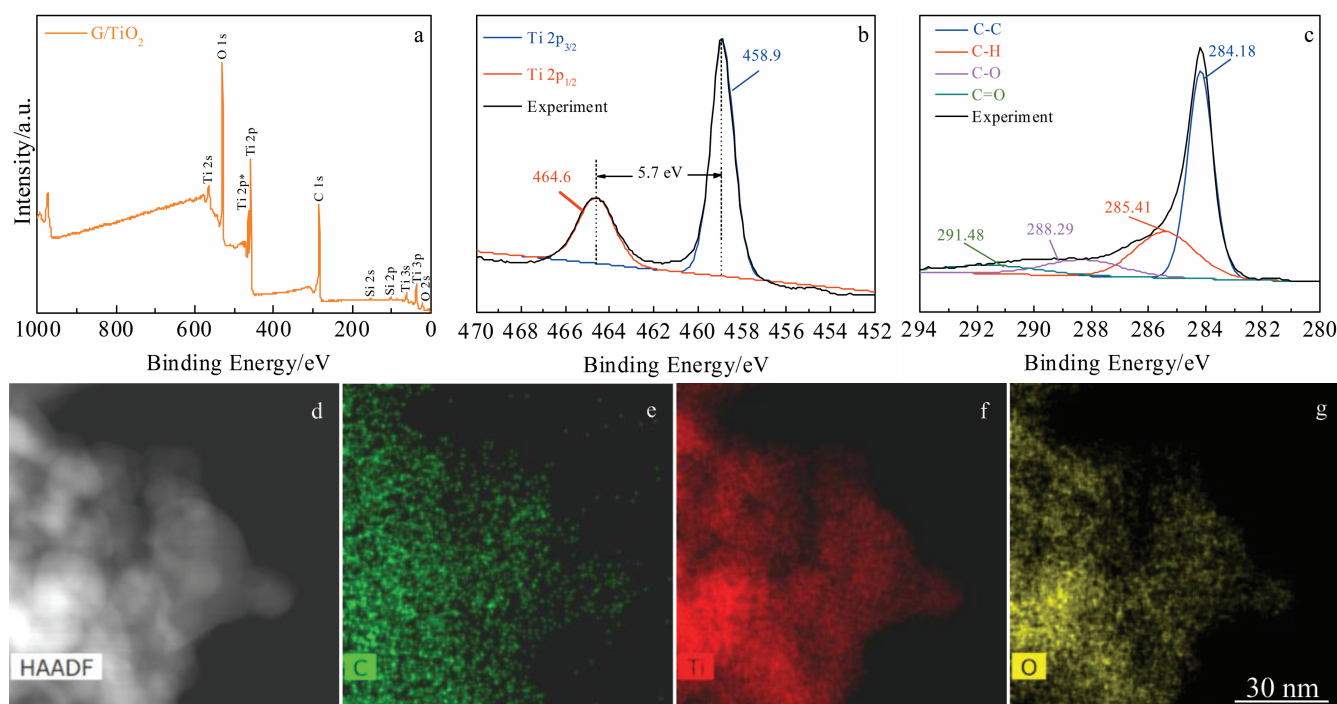 G/TiO2
a
O 1s
Ti 2s
Ti 2p*
Ti 2p
C 1s
Si 2s
Si 2p
Ti 3s
Ti 3p
O 2s
Intensity/a.u.
1000
800
600
400
200
0
Binding Energy/eV
b
Ti 2p3/2
Ti 2p1/2
Experiment
458.9
464.6
5.7 eV
470
468
466
464
462
460
458
456
454
452
Binding Energy/eV
c
C-C
C-H
C-O
C=O
Experiment
284.18
285.41
288.29
291.48
294
292
290
288
286
284
282
280
Binding Energy/eV
d
HAADF
e
C
f
Ti
g
O
30 nm